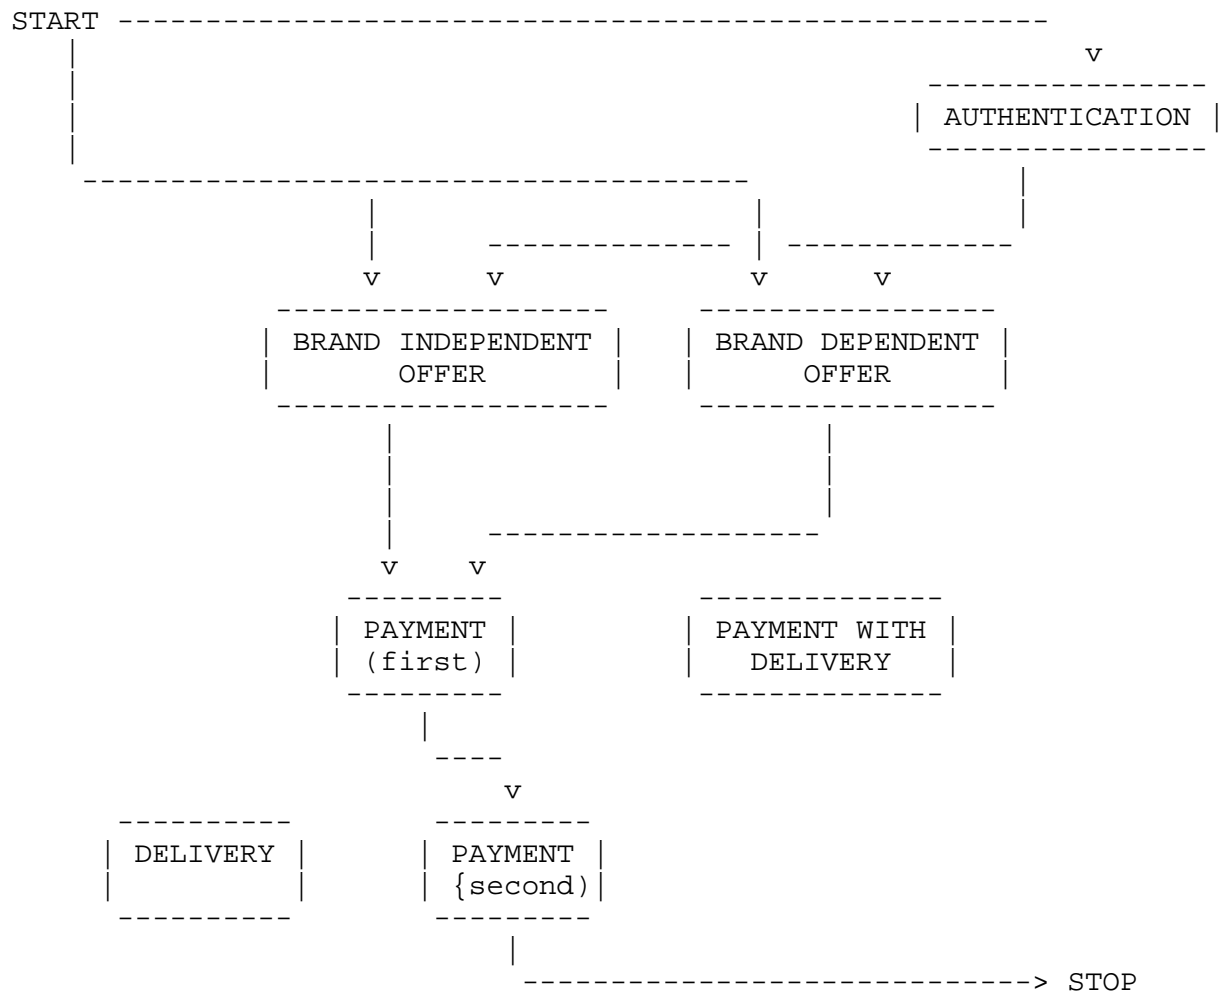 START
v
AUTHENTICATION
v v v v
BRAND INDEPENDENT BRAND DEPENDENT
OFFER OFFER
v v
PAYMENT PAYMENT WITH
(first) DELIVERY
v
DELIVERY PAYMENT
{second)
STOP